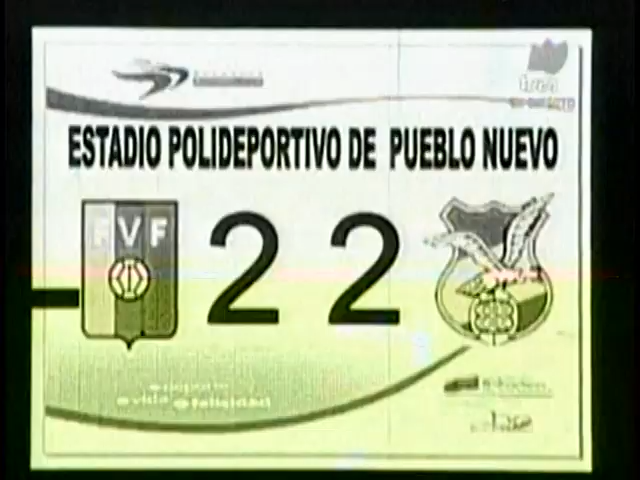 ESTADIO POLIDEPORTIVO DE PUEBLO NUEVO
FVF
2 2
deporte
vida felicidad